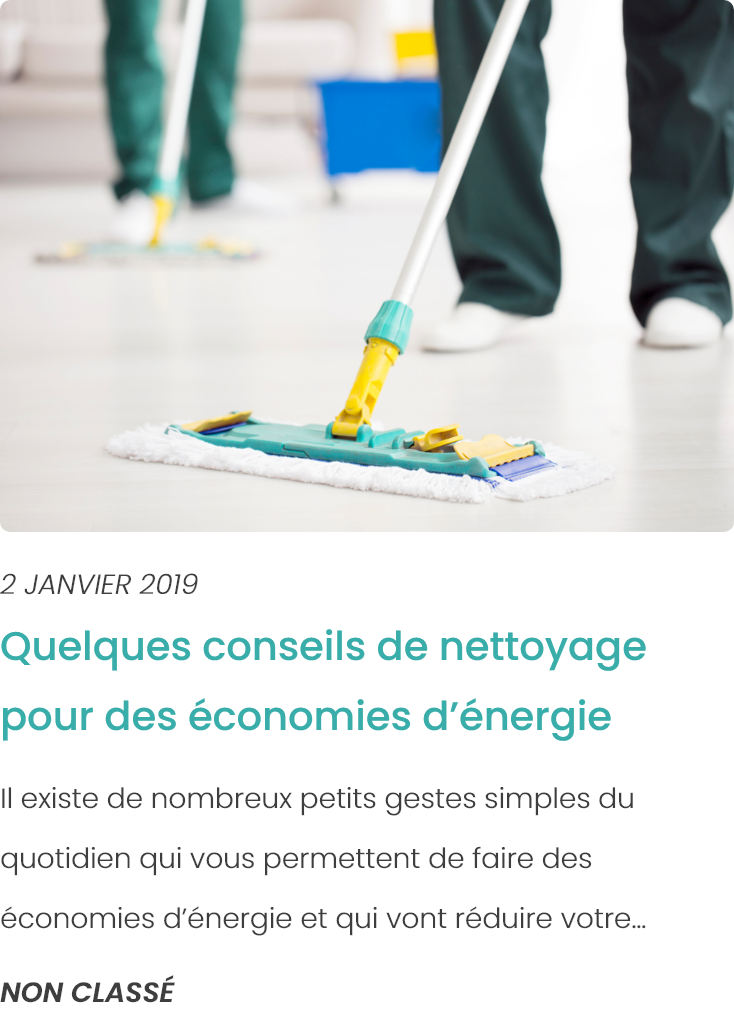 2 JANVIER 2019
Quelques conseils de nettoyage
pour des économies d’énergie
Il existe de nombreux petits gestes simples du
quotidien qui vous permettent de faire des
économies d’énergie et qui vont réduire votre...
NON CLASSÉ